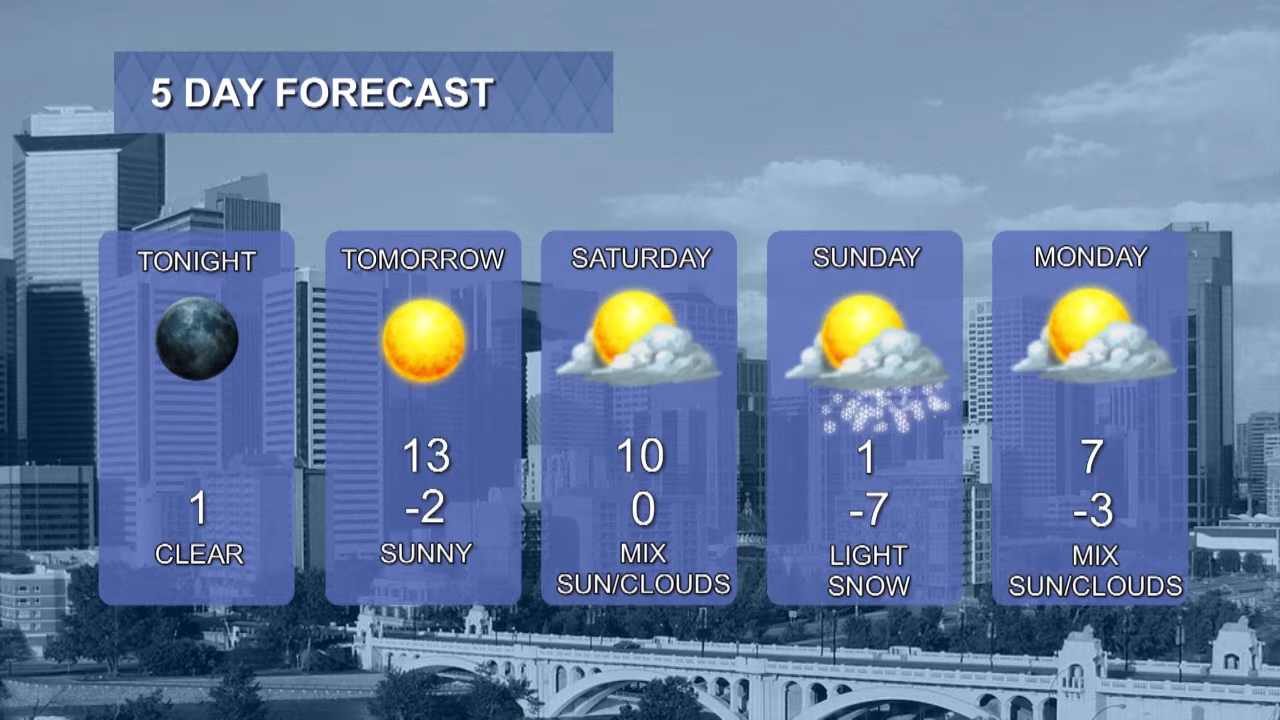 5 DAY FORECAST
TONIGHT
1
CLEAR
TOMORROW
13
-2
SUNNY
SATURDAY
10
0
MIX
SUN/CLOUDS
SUNDAY
1
-7
LIGHT
SNOW
MONDAY
7
-3
MIX
SUN/CLOUDS